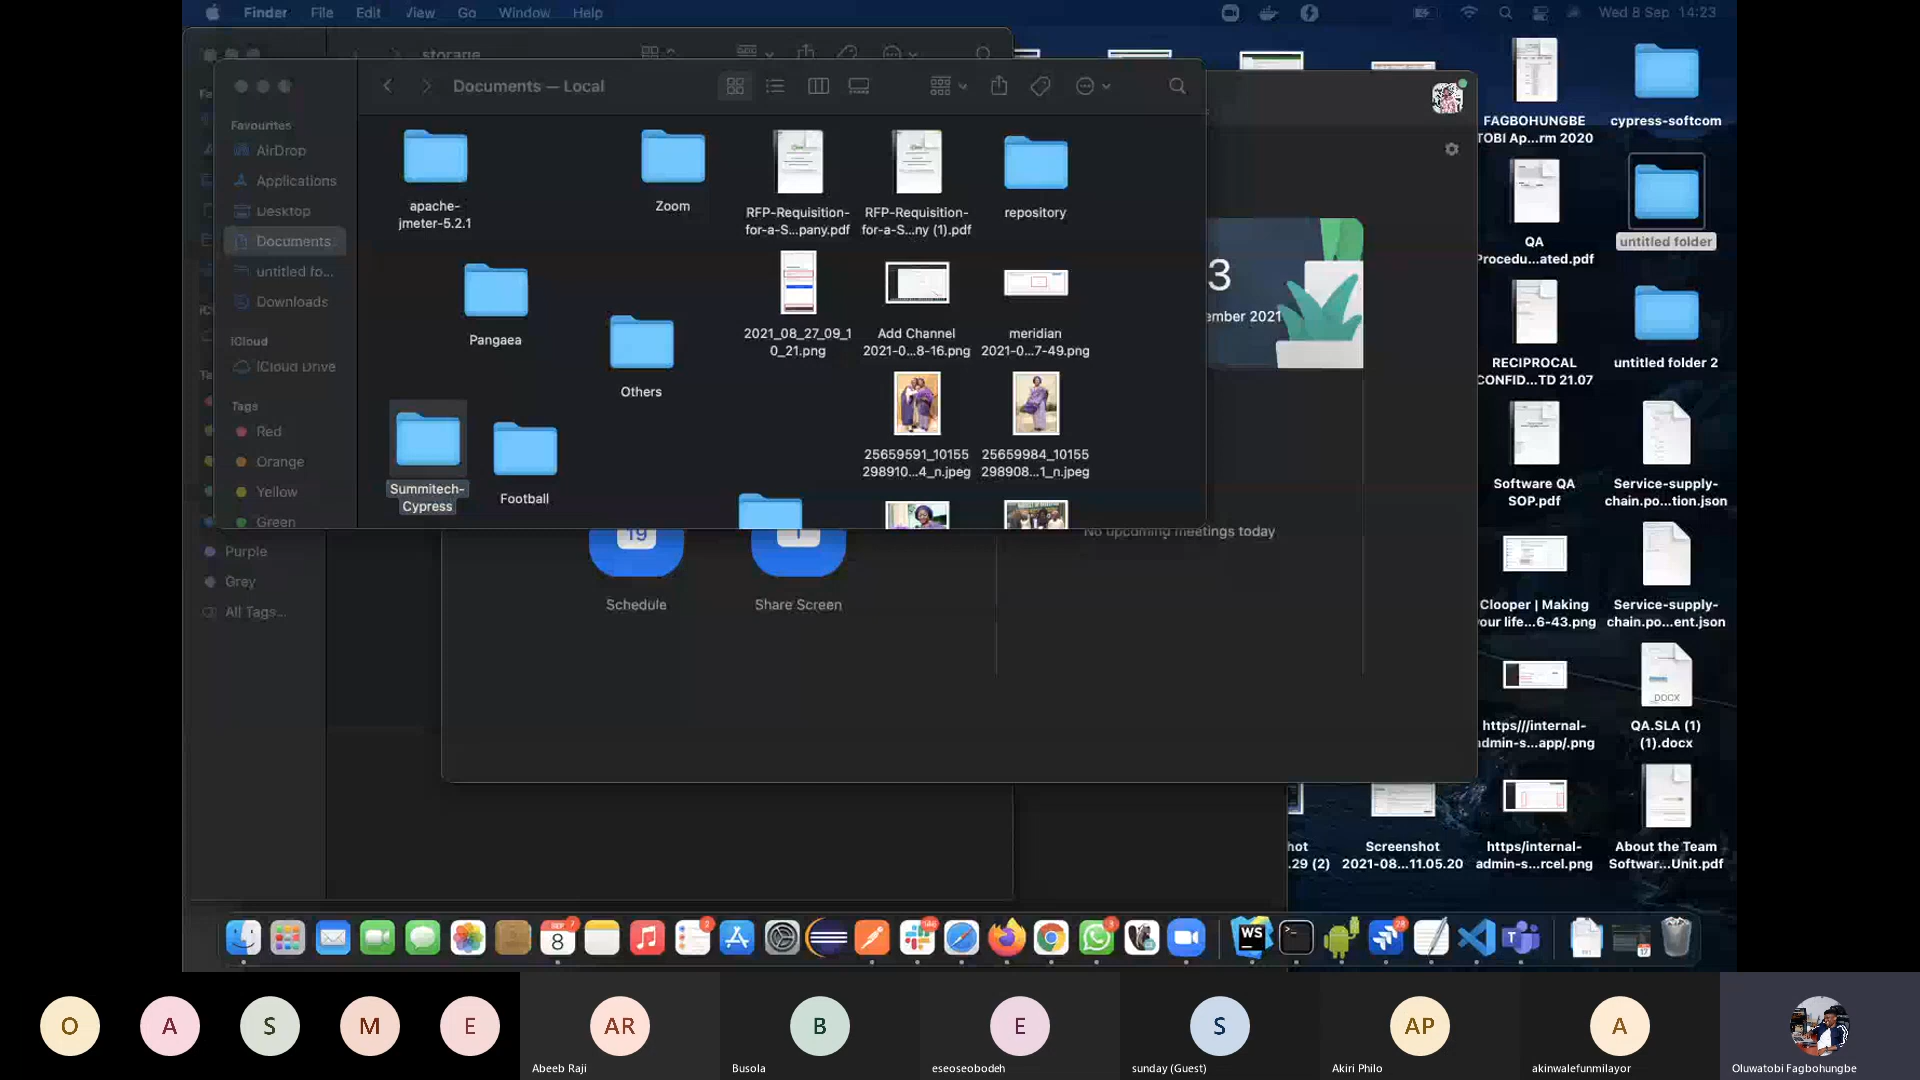 Finder File Edit View Go Window Help
Wed 8 Sep 14:23
storage
Documents — Local
Favourites
AirDrop
Applications
Desktop
Documents
untitled fo...
Downloads
iCloud
iCloud Drive
Tags
Red
Orange
Yellow
Green
Purple
Grey
All Tags...
apache-
jmeter-5.2.1
Zoom
RFP-Requisition-
for-a-S...pany.pdf
RFP-Requisition-
for-a-S...ny (1).pdf
repository
Pangaea
Others
2021_08_27_09_1
0_21.png
Add Channel
2021-0...8-16.png
meridian
2021-0...7-49.png
25659591_10155
298910...4_n.jpeg
25659984_10155
298908...1_n.jpeg
Summitech-
Cypress
Football
3
ember 2021
No upcoming meetings today
19
Schedule
Share Screen
FAGBOHUNGBE
TOBI Ap...rm 2020
cypress-softcom
QA
Procedu...ated.pdf
untitled folder
RECIPROCAL
CONFID...TD 21.07
untitled folder 2
Software QA
SOP.pdf
Service-supply-
chain.po...tion.json
Clooper | Making
your life...6-43.png
Service-supply-
chain.po...ent.json
https///internal-
admin-s...app/.png
DOCX
QA.SLA (1)
(1).docx
hot
.29 (2)
Screenshot
2021-08...11.05.20
https/internal-
admin-s...rcel.png
About the Team
Softwar...Unit.pdf
SEP
8
WS
17
O
A
S
M
E
AR
Abeeb Raji
B
Busola
E
eseoseobodeh
S
sunday (Guest)
AP
Akiri Philo
A
akinwalefunmilayor
Oluwatobi Fagbohungbe